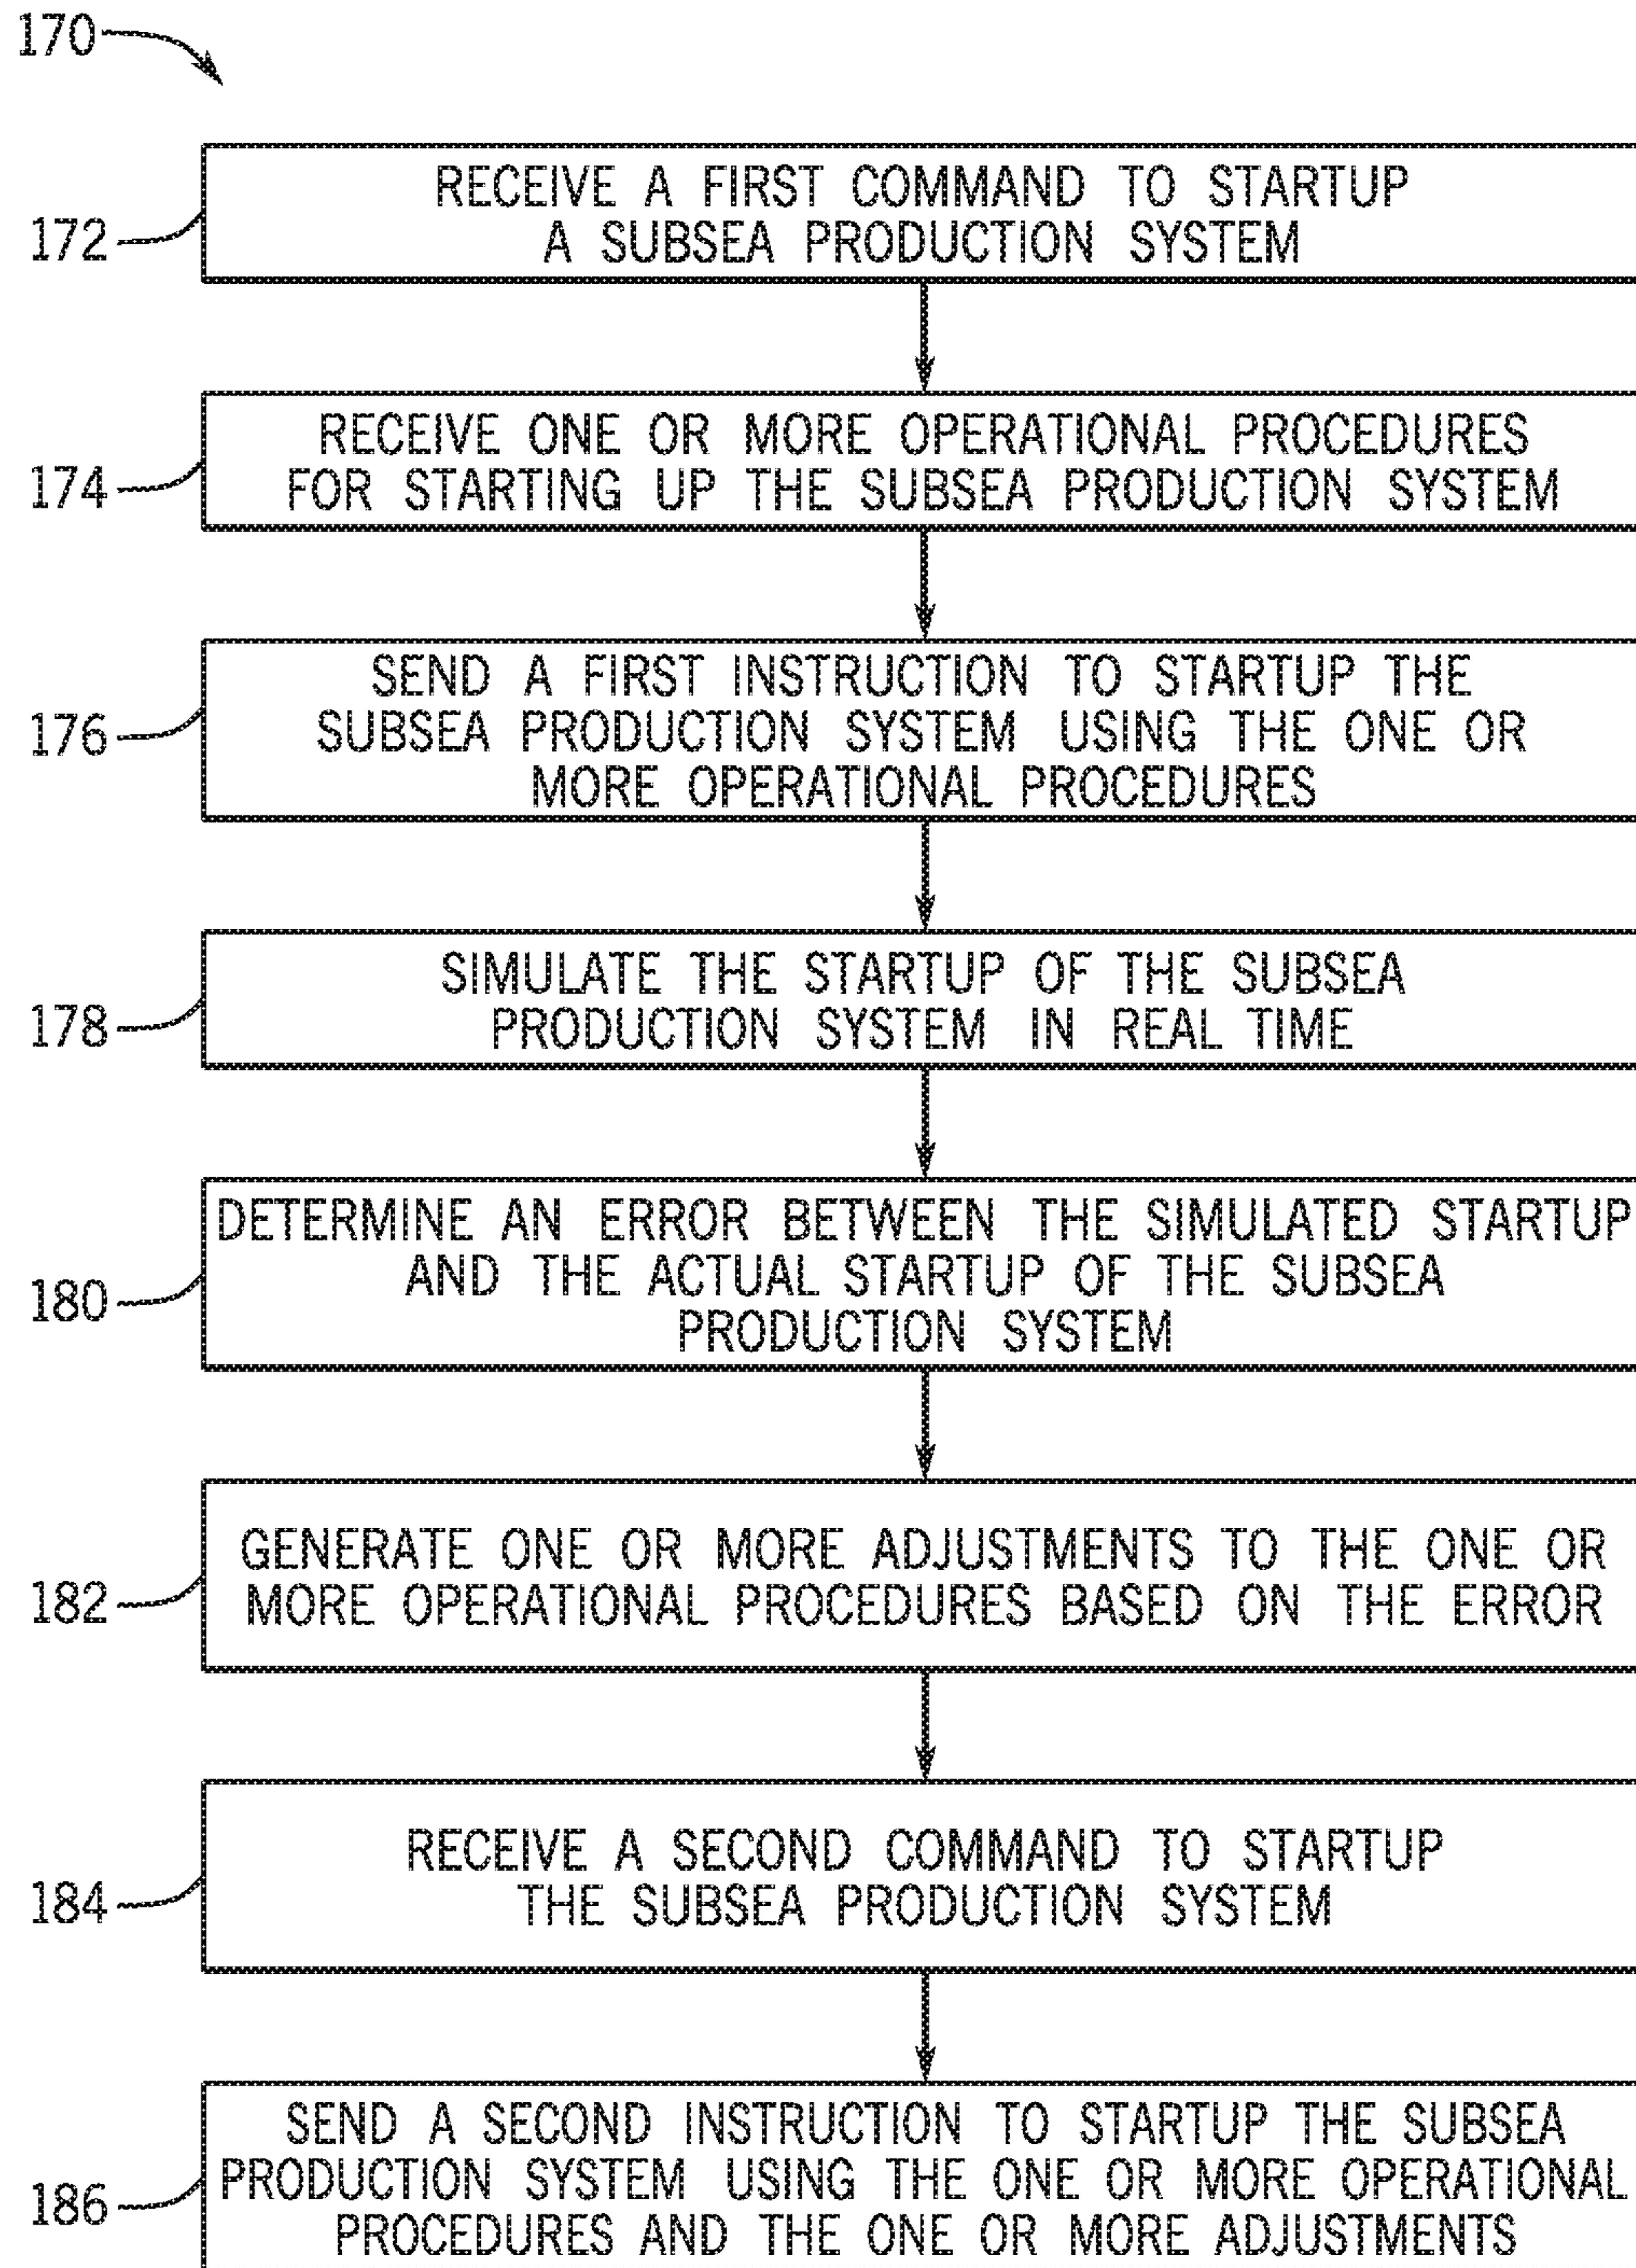 170
RECEIVE A FIRST COMMAND TO STARTUP
A SUBSEA PRODUCTION SYSTEM
172
RECEIVE ONE OR MORE OPERATIONAL PROCEDURES
FOR STARTING UP THE SUBSEA PRODUCTION SYSTEM
174
SEND A FIRST INSTRUCTION TO STARTUP THE
SUBSEA PRODUCTION SYSTEM USING THE ONE OR
MORE OPERATIONAL PROCEDURES
176
SIMULATE THE STARTUP OF THE SUBSEA
PRODUCTION SYSTEM IN REAL TIME
178
DETERMINE AN ERROR BETWEEN THE SIMULATED STARTUP
AND THE ACTUAL STARTUP OF THE SUBSEA
PRODUCTION SYSTEM
180
GENERATE ONE OR MORE ADJUSTMENTS TO THE ONE OR
MORE OPERATIONAL PROCEDURES BASED ON THE ERROR
182
RECEIVE A SECOND COMMAND TO STARTUP
THE SUBSEA PRODUCTION SYSTEM
184
SEND A SECOND INSTRUCTION TO STARTUP THE SUBSEA
PRODUCTION SYSTEM USING THE ONE OR MORE OPERATIONAL
PROCEDURES AND THE ONE OR MORE ADJUSTMENTS
186